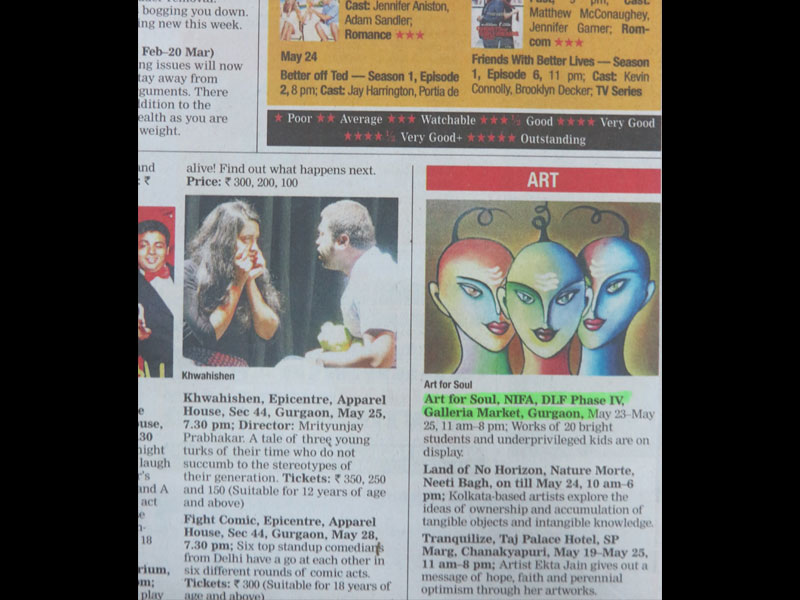 bogging you down.
ng new this week.
Feb–20 Mar)
ng issues will now
tay away from
guments. There
ldition to the
ealth as you are
weight.
Cast: Jennifer Aniston,
Adam Sandler;
Romance ★★★
May 24
Better off Ted — Season 1, Episode
2, 8 pm; Cast: Jay Harrington, Portia de
Matthew McConaughey,
Jennifer Garner; Rom-
com ★★★
Friends With Better Lives — Season
1, Episode 6, 11 pm; Cast: Kevin
Connolly, Brooklyn Decker; TV Series
★ Poor ★★ Average ★★★ Watchable ★★★½ Good ★★★★ Very Good
★★★★½ Very Good+ ★★★★★ Outstanding
and
: ₹
use,
30
night
laugh
r's
and A
act
e
n-
18
rium,
om;
play
alive! Find out what happens next.
Price: ₹ 300, 200, 100
Khwahishen
Khwahishen, Epicentre, Apparel
House, Sec 44, Gurgaon, May 25,
7.30 pm; Director: Mrityunjay
Prabhakar. A tale of three young
turks of their time who do not
succumb to the stereotypes of
their generation. Tickets: ₹ 350, 250
and 150 (Suitable for 12 years of age
and above)
Fight Comic, Epicentre, Apparel
House, Sec 44, Gurgaon, May 28,
7.30 pm; Six top standup comedians
from Delhi have a go at each other in
six different rounds of comic acts.
Tickets: ₹ 300 (Suitable for 18 years of
age and above)
ART
Art for Soul
Art for Soul, NIFA, DLF Phase IV,
Galleria Market, Gurgaon, May 23–May
25, 11 am–8 pm; Works of 20 bright
students and underprivileged kids are on
display.
Land of No Horizon, Nature Morte,
Neeti Bagh, on till May 24, 10 am–6
pm; Kolkata-based artists explore the
ideas of ownership and accumulation of
tangible objects and intangible knowledge.
Tranquilize, Taj Palace Hotel, SP
Marg, Chanakyapuri, May 19–May 25,
11 am–8 pm; Artist Ekta Jain gives out a
message of hope, faith and perennial
optimism through her artworks.